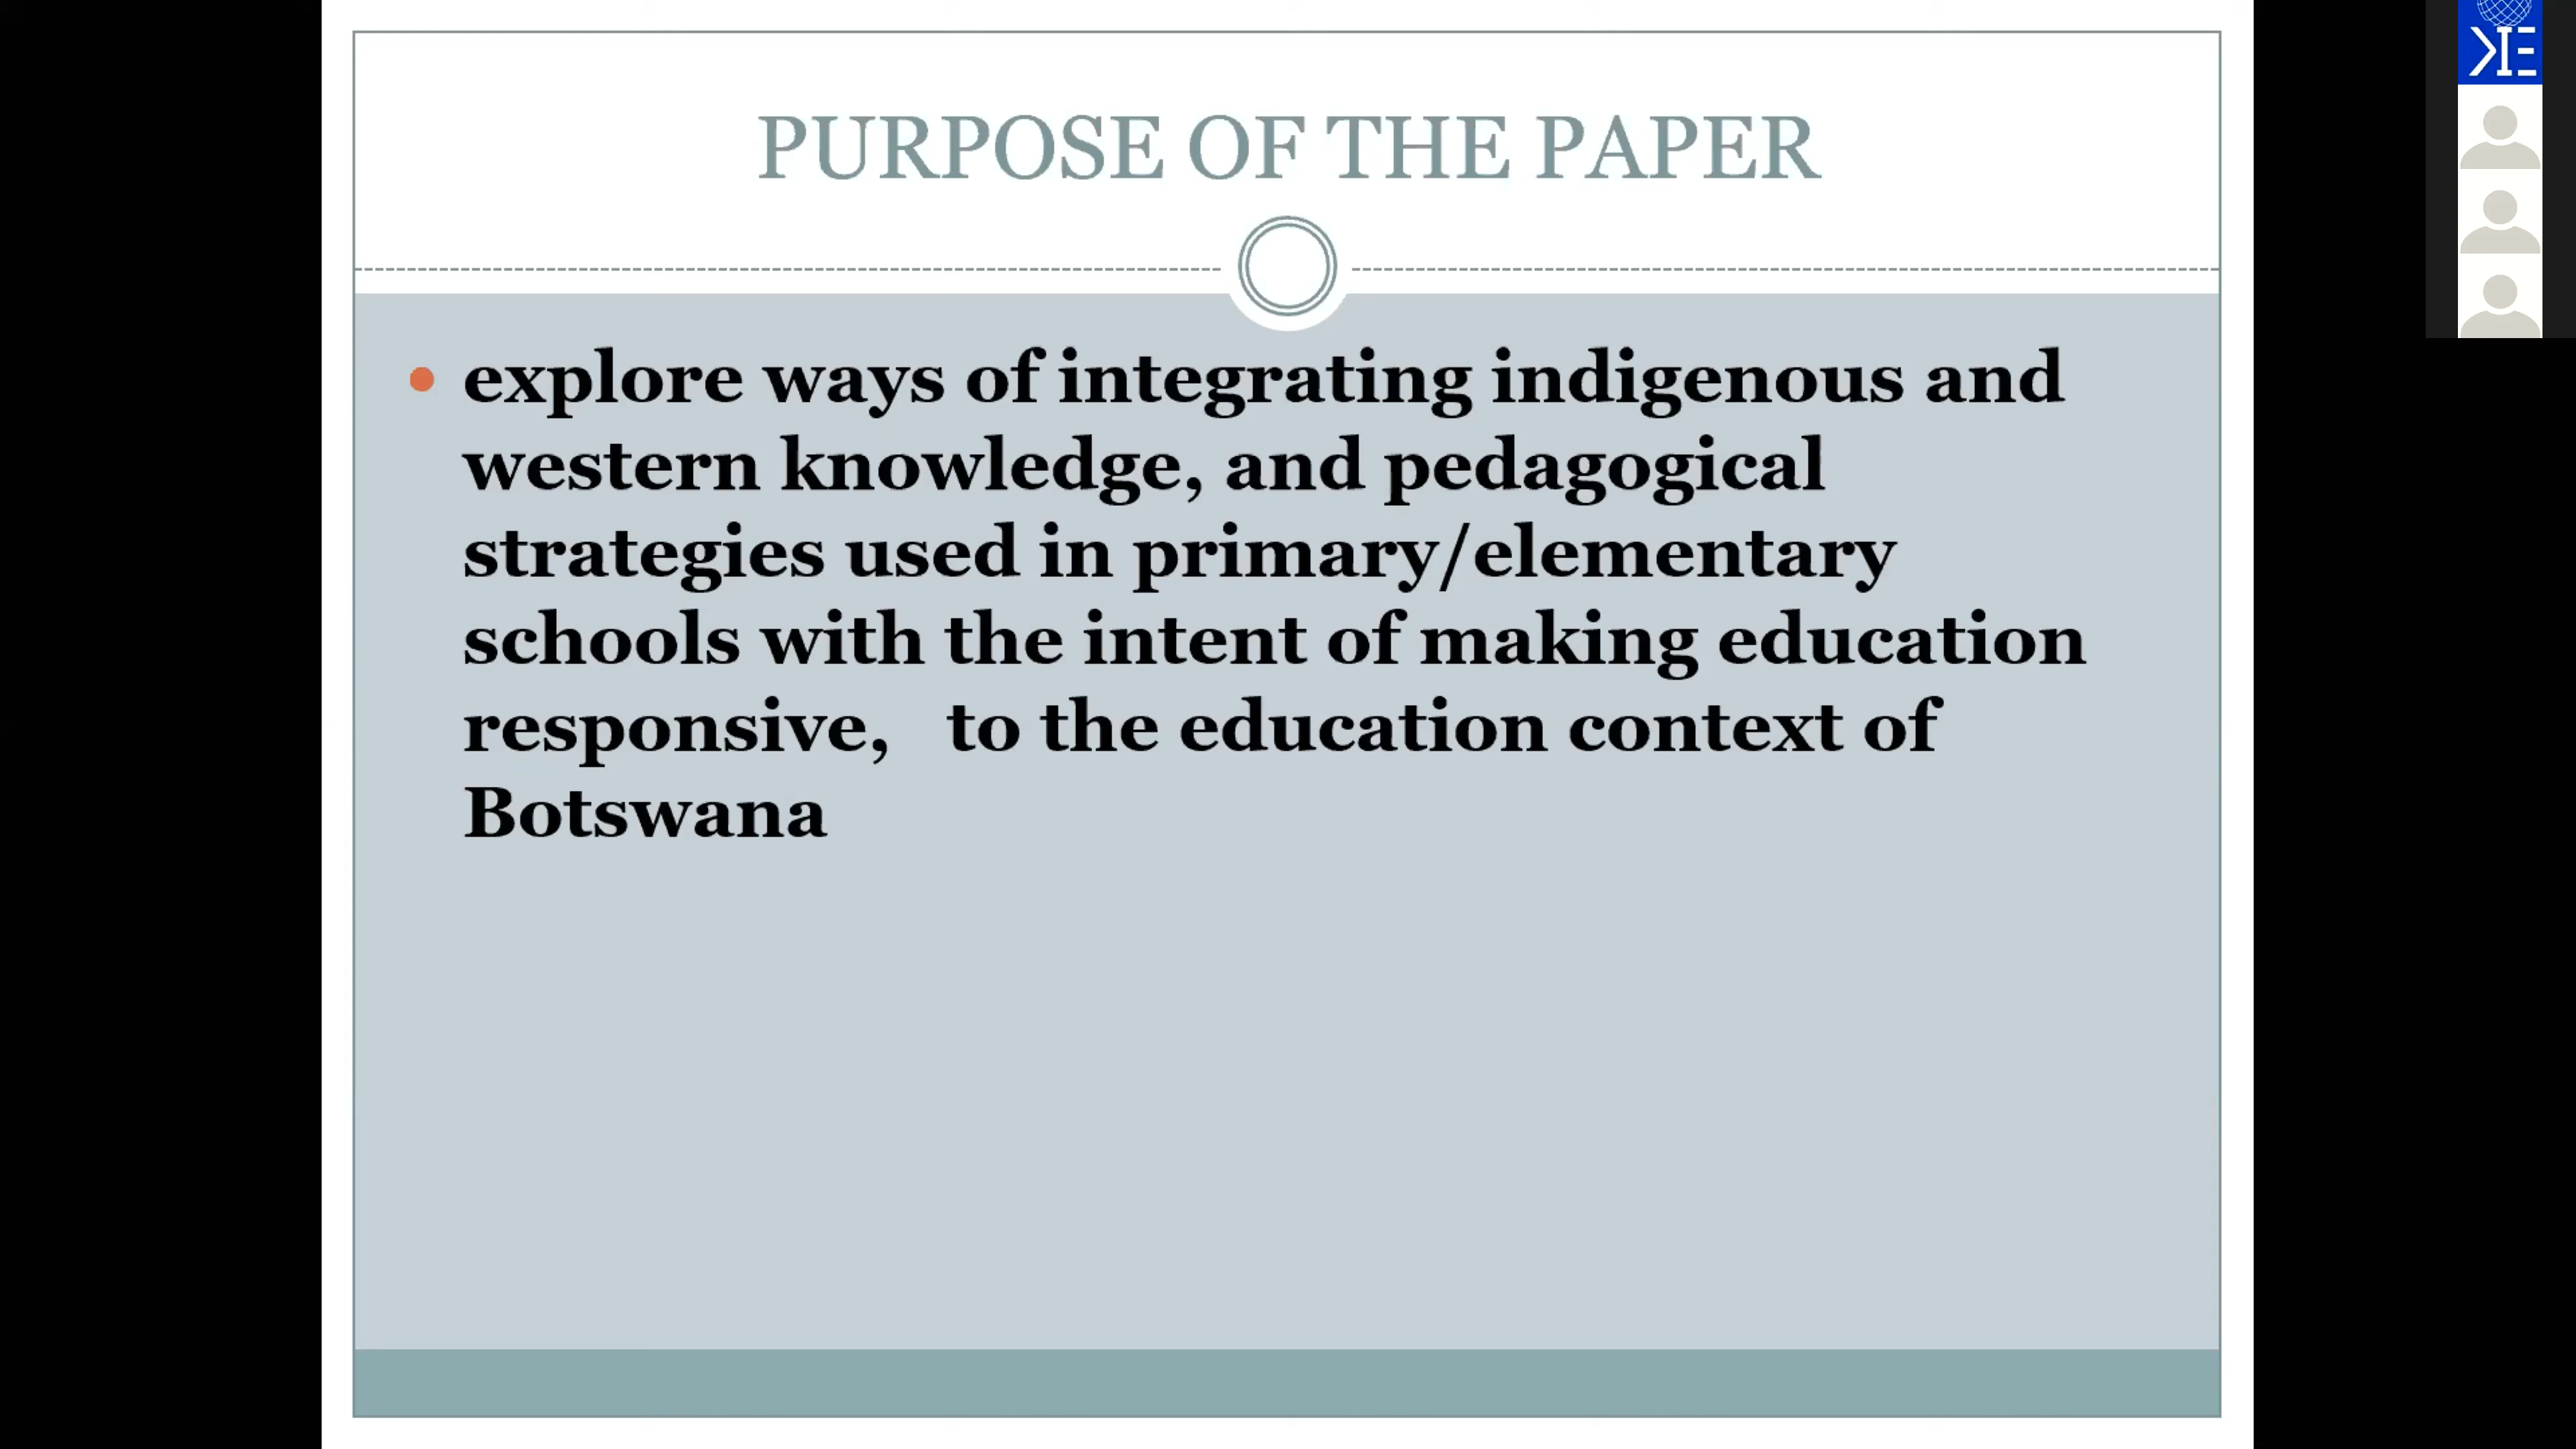 PURPOSE OF THE PAPER
explore ways of integrating indigenous and
western knowledge, and pedagogical
strategies used in primary/elementary
schools with the intent of making education
responsive,   to the education context of
Botswana